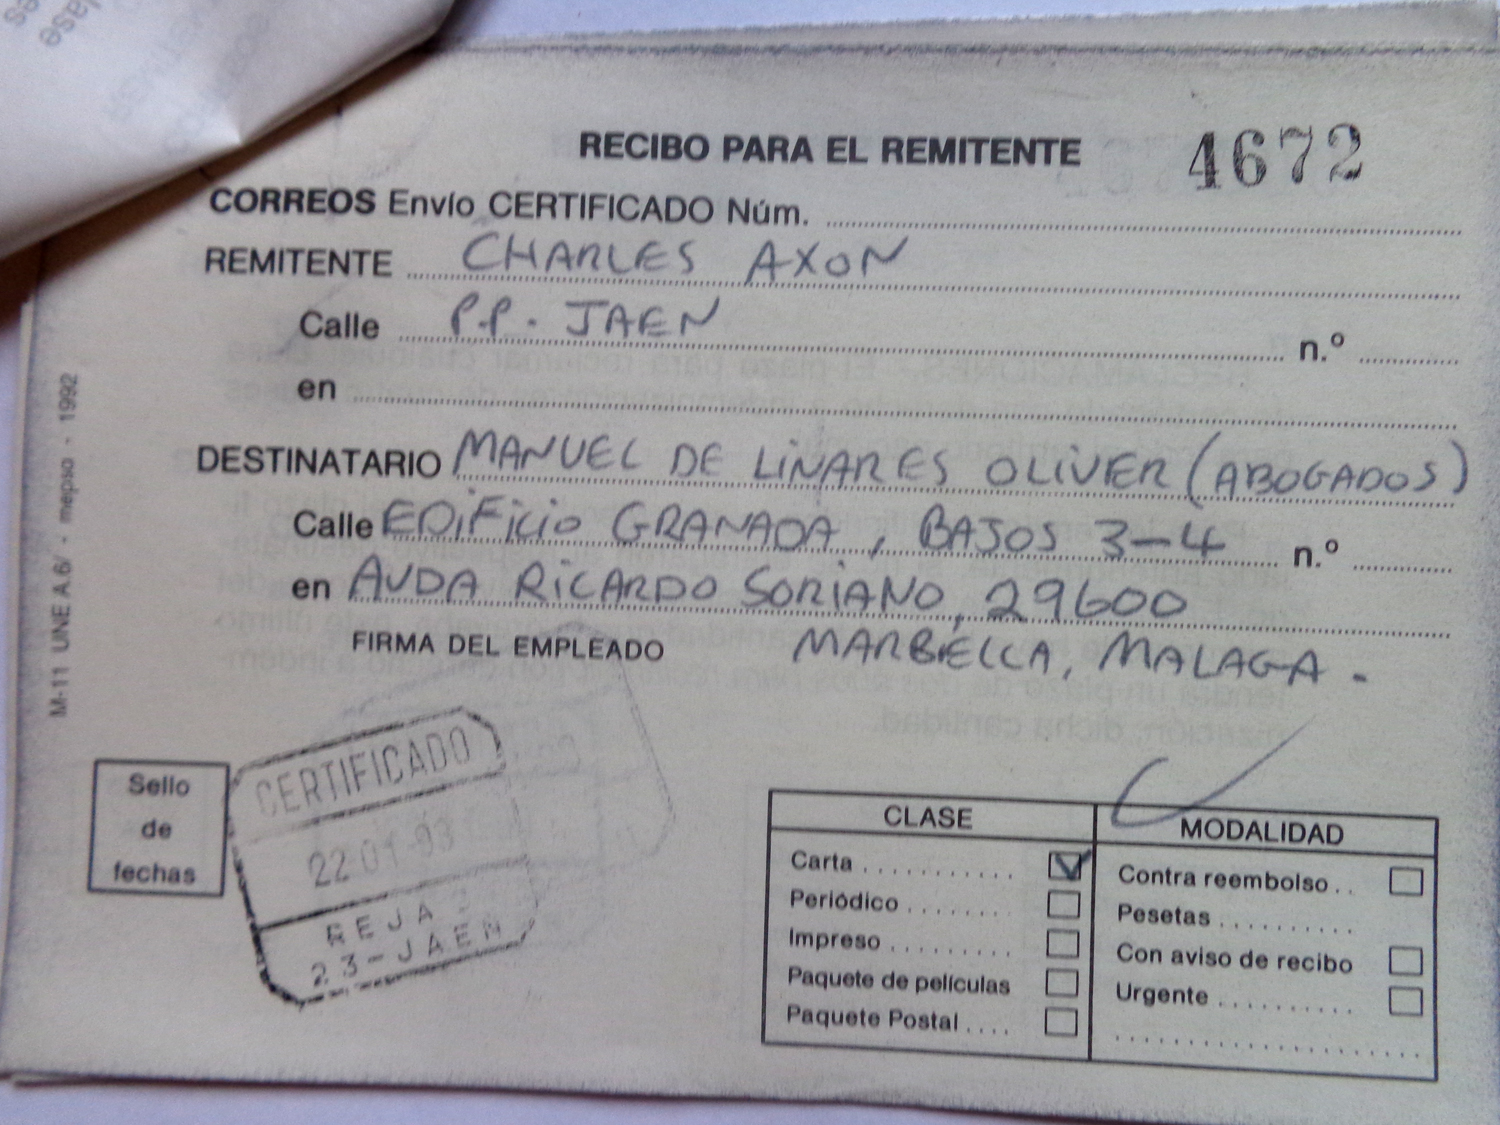 RECIBO PARA EL REMITENTE
4672
CORREOS Envío CERTIFICADO Núm.
REMITENTE CHARLES AXON
Calle P.P. JAEN n.º
en
DESTINATARIO MANUEL DE LINARES OLIVER (ABOGADOS)
Calle EDIFICIO GRANADA, BAJOS 3-4 n.º
en AVDA RICARDO SORIANO, 29600
MARBELLA, MALAGA.
FIRMA DEL EMPLEADO
M-11 UNE A.6/ - mepso - 1992
Sello
de
fechas
CERTIFICADO
22-01-93
REJA 2
23-JAEN
CLASE
Carta
Periódico
Impreso
Paquete de películas
Paquete Postal
MODALIDAD
Contra reembolso
Pesetas
Con aviso de recibo
Urgente